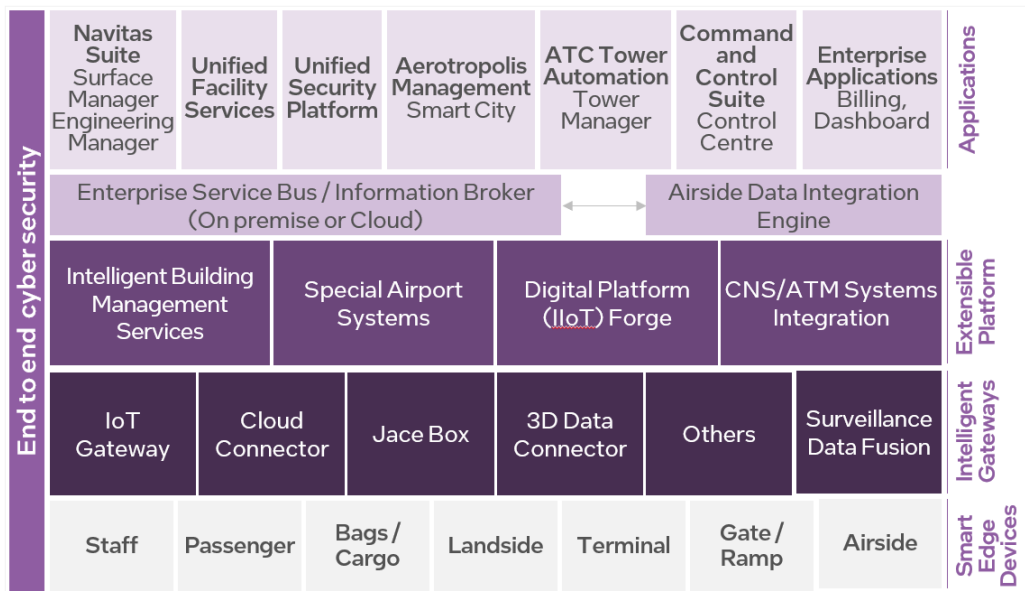 End to end cyber security
Navitas
Suite
Surface
Manager
Engineering
Manager
Unified
Facility
Services
Unified
Security
Platform
Aerotropolis
Management
Smart City
ATC Tower
Automation
Tower
Manager
Command
and
Control
Suite
Control
Centre
Enterprise
Applications
Billing,
Dashboard
Applications
Enterprise Service Bus / Information Broker
(On premise or Cloud)
Airside Data Integration
Engine
Intelligent Building
Management
Services
Special Airport
Systems
Digital Platform
(IIoT) Forge
CNS/ATM Systems
Integration
Extensible
Platform
IoT
Gateway
Cloud
Connector
Jace Box
3D Data
Connector
Others
Surveillance
Data Fusion
Intelligent
Gateways
Staff
Passenger
Bags /
Cargo
Landside
Terminal
Gate /
Ramp
Airside
Smart
Edge
Devices